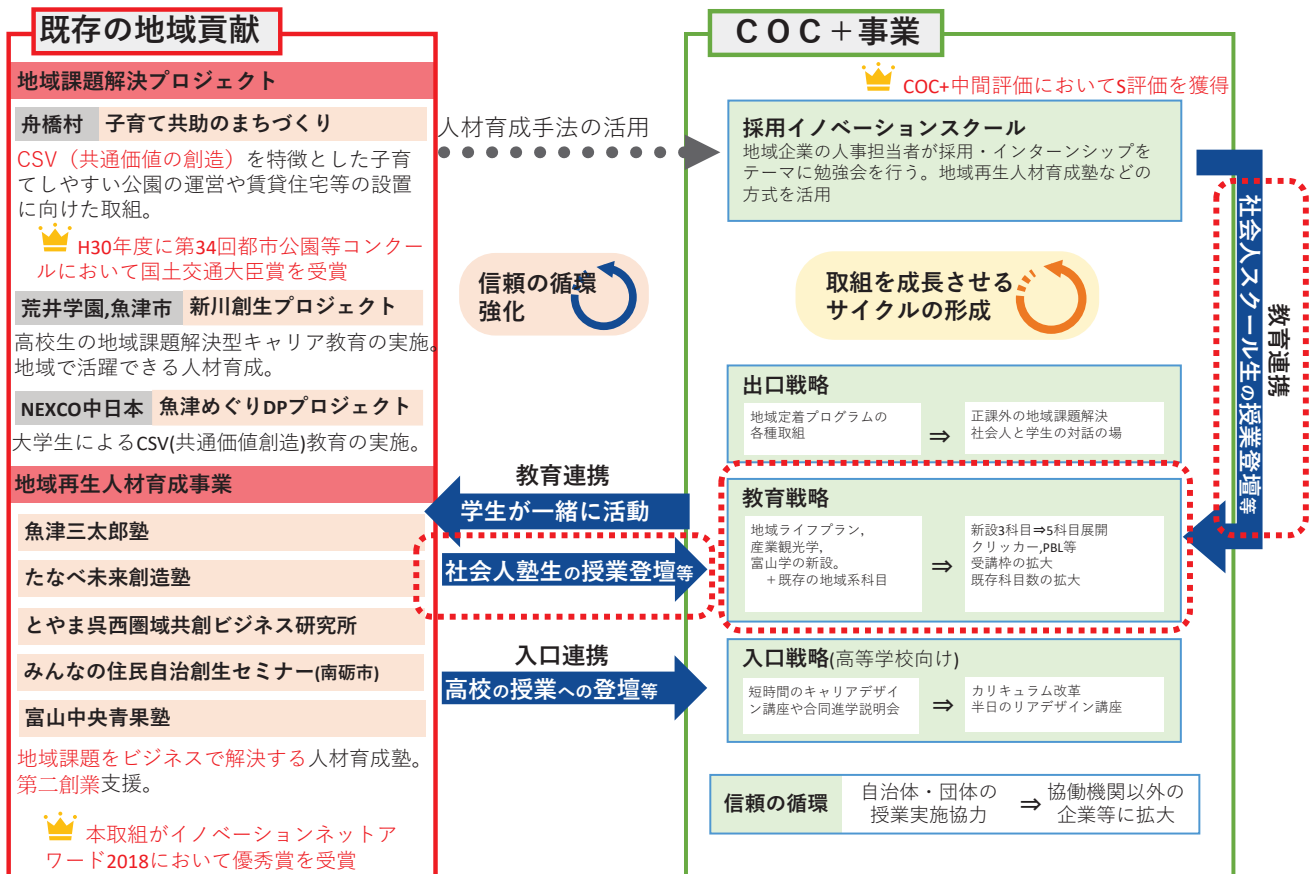 既存の地域貢献
地域課題解決プロジェクト
舟橋村 子育て共助のまちづくり
CSV（共通価値の創造）を特徴とした子育
てしやすい公園の運営や賃貸住宅等の設置
に向けた取組。
H30年度に第34回都市公園等コンクー
ルにおいて国土交通大臣賞を受賞
荒井学園,魚津市 新川創生プロジェクト
高校生の地域課題解決型キャリア教育の実施。
地域で活躍できる人材育成。
NEXCO中日本 魚津めぐりDPプロジェクト
大学生によるCSV(共通価値創造)教育の実施。
地域再生人材育成事業
魚津三太郎塾
たなべ未来創造塾
とやま呉西圏域共創ビジネス研究所
みんなの住民自治創生セミナー(南砺市)
富山中央青果塾
地域課題をビジネスで解決する人材育成塾。
第二創業支援。
本取組がイノベーションネットア
ワード2018において優秀賞を受賞
人材育成手法の活用
信頼の循環
強化
教育連携
学生が一緒に活動
社会人塾生の授業登壇等
入口連携
高校の授業への登壇等
ＣＯＣ＋事業
COC+中間評価においてS評価を獲得
採用イノベーションスクール
地域企業の人事担当者が採用・インターンシップを
テーマに勉強会を行う。地域再生人材育成塾などの
方式を活用
取組を成長させる
サイクルの形成
出口戦略
地域定着プログラムの
各種取組
⇒
正課外の地域課題解決
社会人と学生の対話の場
教育戦略
地域ライフプラン，
産業観光学，
富山学の新設。
＋既存の地域系科目
⇒
新設3科目⇒5科目展開
クリッカー,PBL等
受講枠の拡大
既存科目数の拡大
入口戦略(高等学校向け)
短時間のキャリアデザイ
ン講座や合同進学説明会
⇒
カリキュラム改革
半日のリアデザイン講座
信頼の循環
自治体・団体の
授業実施協力
⇒
協働機関以外の
企業等に拡大
社会人スクール生の授業登壇等
教育連携